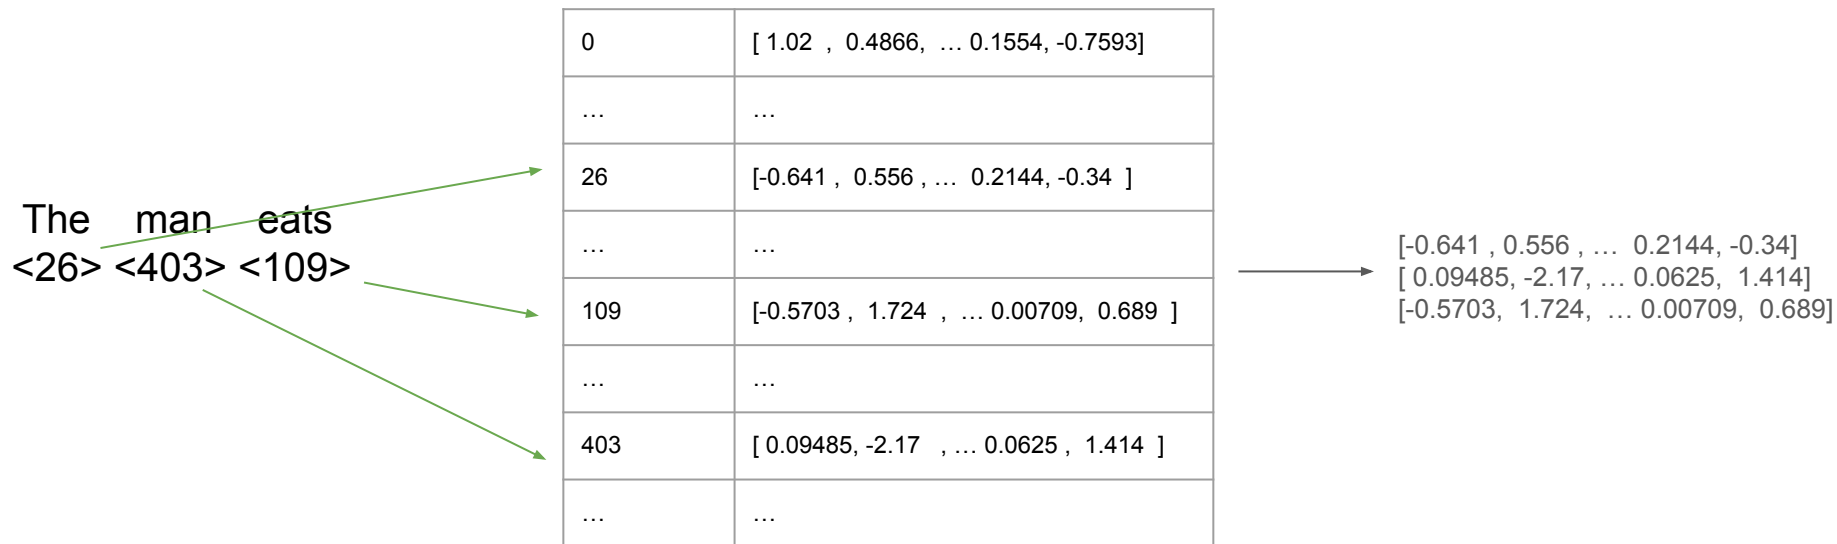 The man eats
<26> <403> <109>
0 [ 1.02 , 0.4866, … 0.1554, -0.7593]
… …
26 [-0.641 , 0.556 , … 0.2144, -0.34 ]
… …
109 [-0.5703 , 1.724 , … 0.00709, 0.689 ]
… …
403 [ 0.09485, -2.17 , … 0.0625 , 1.414 ]
… …
[-0.641 , 0.556 , … 0.2144, -0.34]
[ 0.09485, -2.17, … 0.0625, 1.414]
[-0.5703, 1.724, … 0.00709, 0.689]